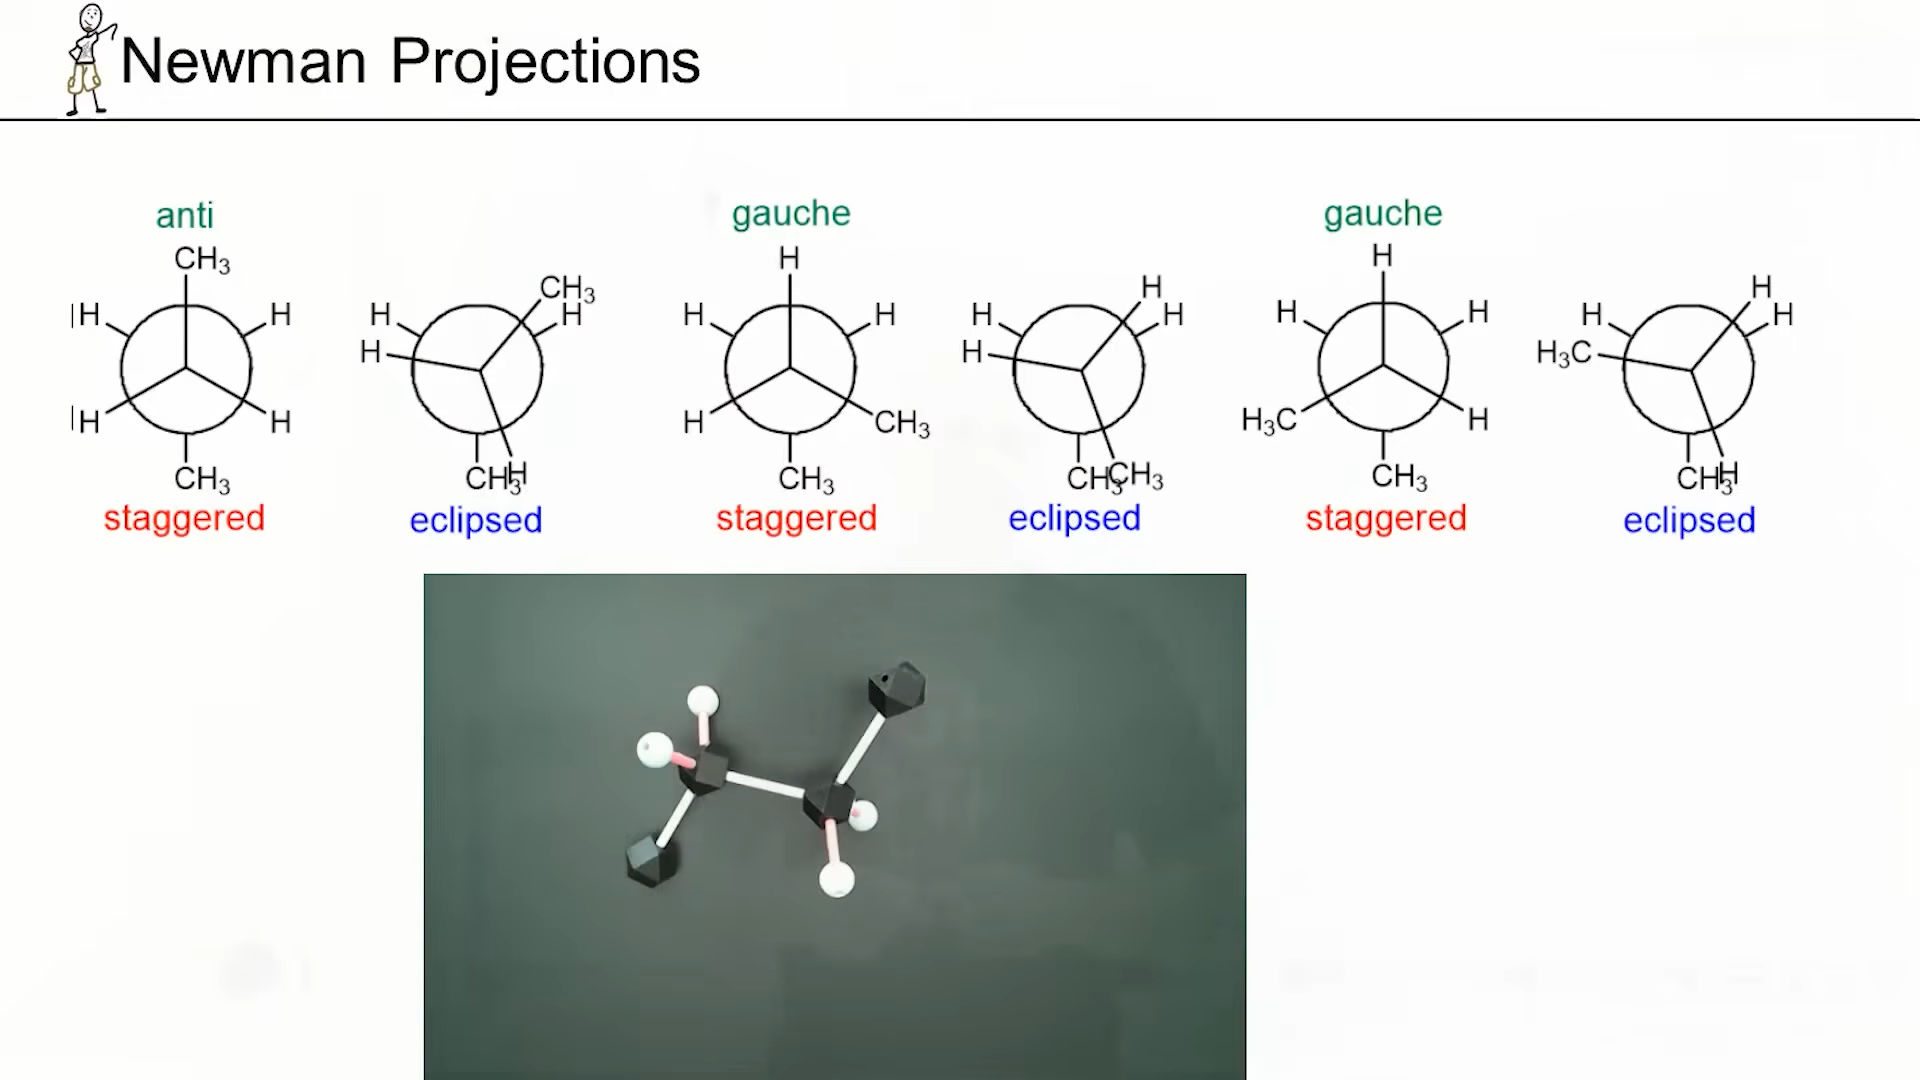 Newman Projections
anti
gauche
gauche
CH3
H
H
H
H
CH3
staggered
CH3
H
H
H
CH3
H
eclipsed
H
H
H
H
CH3
CH3
staggered
H
H
H
H
CH3
CH3
eclipsed
H
H
H
H3C
H
CH3
staggered
H
H
H
H3C
CH3
H
eclipsed